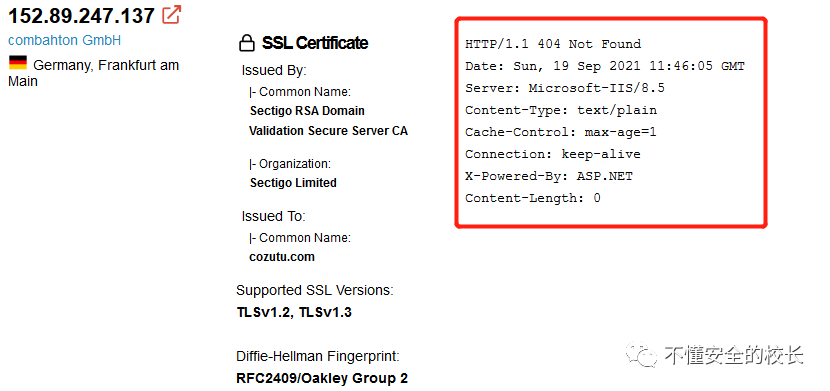 152.89.247.137
combahton GmbH
Germany, Frankfurt am
Main
SSL Certificate
Issued By:
|- Common Name:
Sectigo RSA Domain
Validation Secure Server CA
|- Organization:
Sectigo Limited
Issued To:
|- Common Name:
cozutu.com
Supported SSL Versions:
TLSv1.2, TLSv1.3
Diffie-Hellman Fingerprint:
RFC2409/Oakley Group 2
HTTP/1.1 404 Not Found
Date: Sun, 19 Sep 2021 11:46:05 GMT
Server: Microsoft-IIS/8.5
Content-Type: text/plain
Cache-Control: max-age=1
Connection: keep-alive
X-Powered-By: ASP.NET
Content-Length: 0
不懂安全的校长